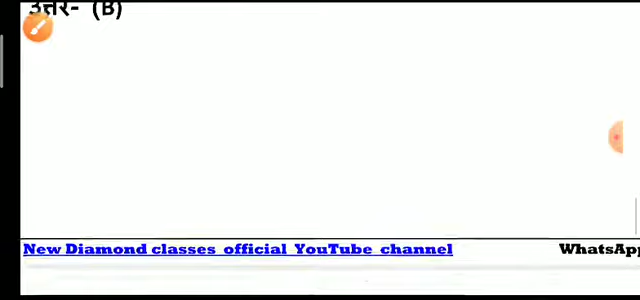 उत्तर- (B)
New Diamond classes official YouTube channel WhatsApp